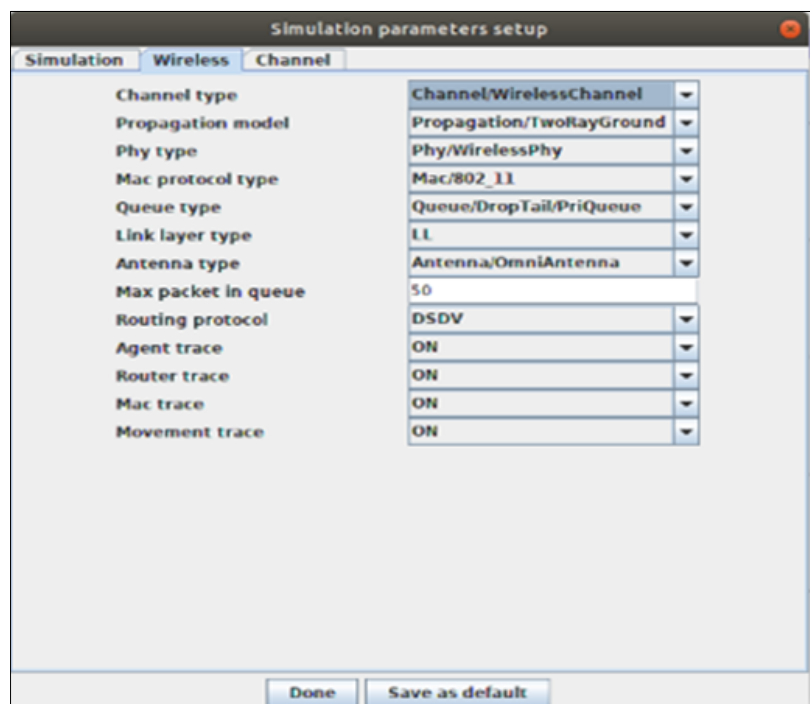 Simulation parameters setup
Simulation Wireless Channel
Channel type Channel/WirelessChannel
Propagation model Propagation/TwoRayGround
Phy type Phy/WirelessPhy
Mac protocol type Mac/802_11
Queue type Queue/DropTail/PriQueue
Link layer type LL
Antenna type Antenna/OmniAntenna
Max packet in queue 50
Routing protocol DSDV
Agent trace ON
Router trace ON
Mac trace ON
Movement trace ON
Done Save as default